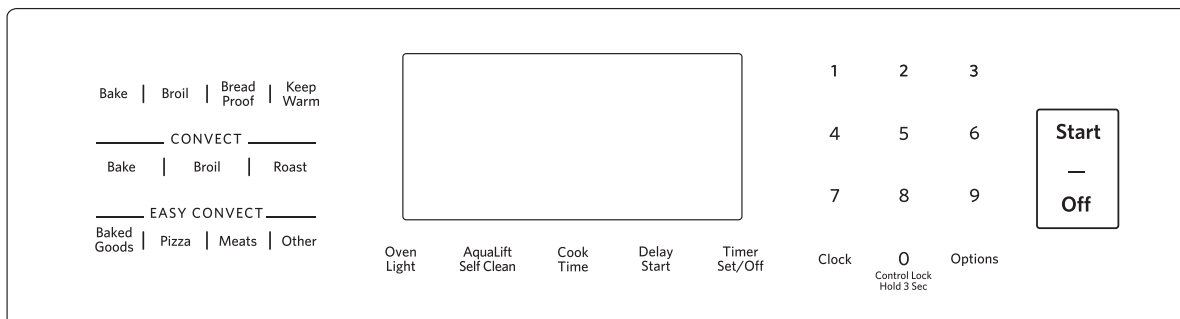 Bake | Broil | Bread Proof | Keep Warm
CONVECT
Bake | Broil | Roast
EASY CONVECT
Baked Goods | Pizza | Meats | Other
Oven Light
AquaLift Self Clean
Cook Time
Delay Start
Timer Set/Off
1 2 3
4 5 6
7 8 9
Clock 0 Options
Control Lock
Hold 3 Sec
Start
—
Off